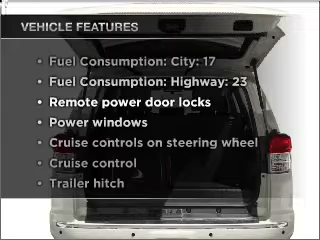 VEHICLE FEATURES
• Fuel Consumption: City: 17
• Fuel Consumption: Highway: 23
• Remote power door locks
• Power windows
• Cruise controls on steering wheel
• Cruise control
• Trailer hitch